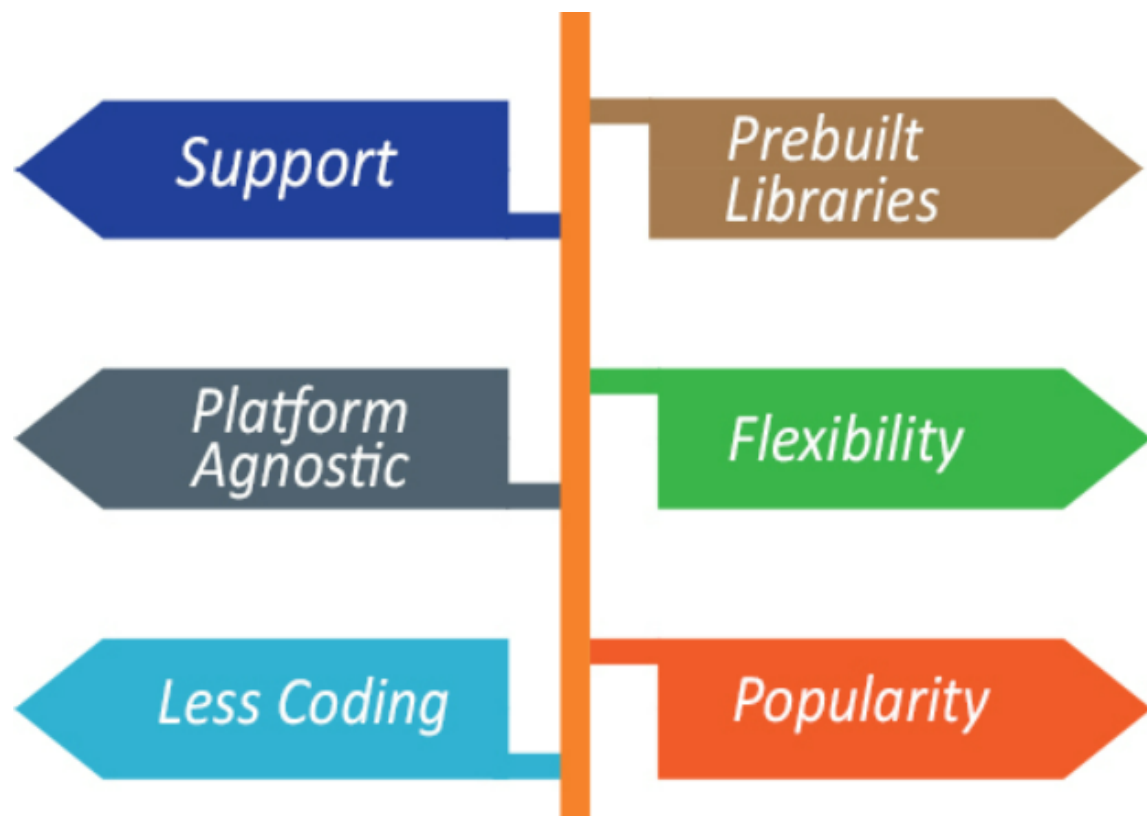 Support
Prebuilt
Libraries
Platform
Agnostic
Flexibility
Less Coding
Popularity